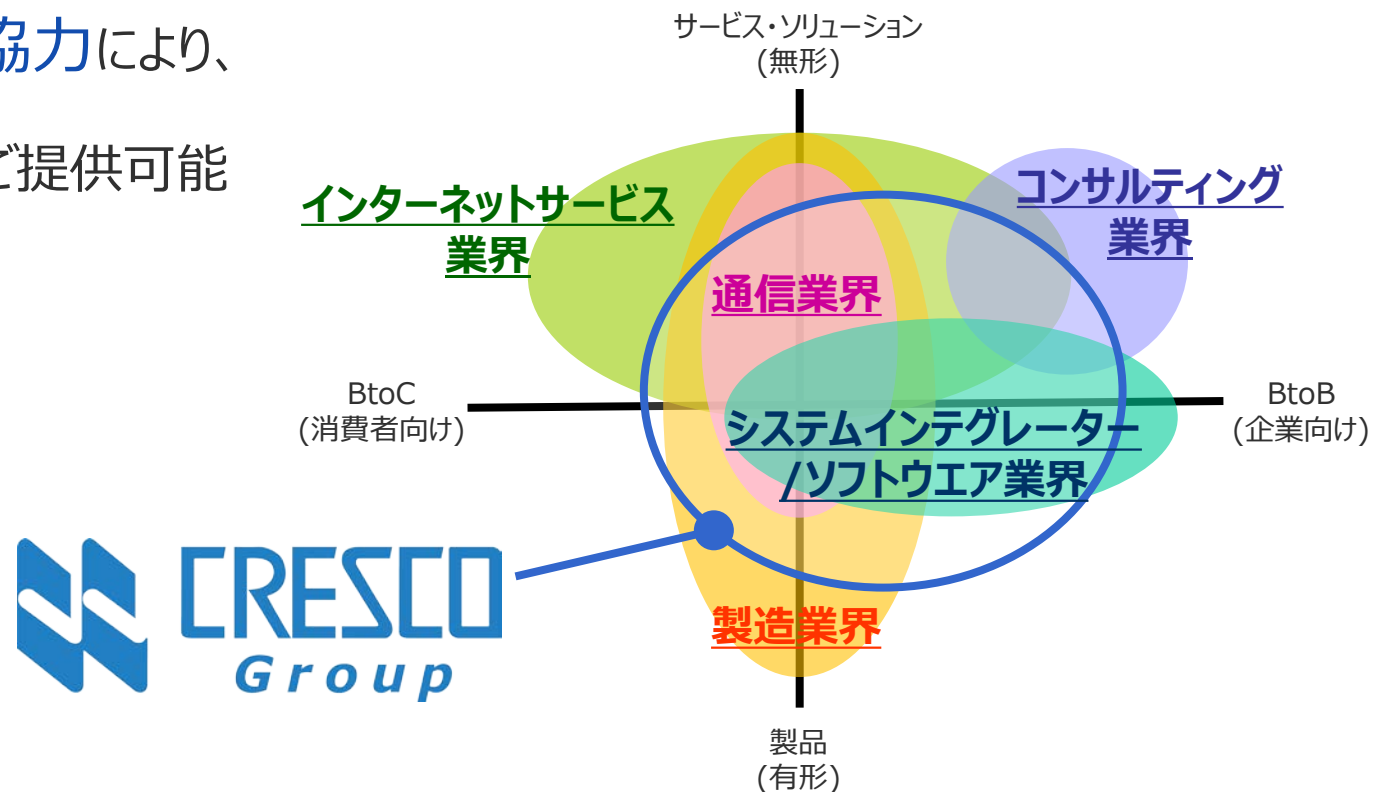 協力により、
ご提供可能
サービス・ソリューション
(無形)
インターネットサービス
業界
コンサルティング
業界
通信業界
BtoC
(消費者向け)
BtoB
(企業向け)
システムインテグレーター
/ソフトウエア業界
CRESCO
Group
製造業界
製品
(有形)